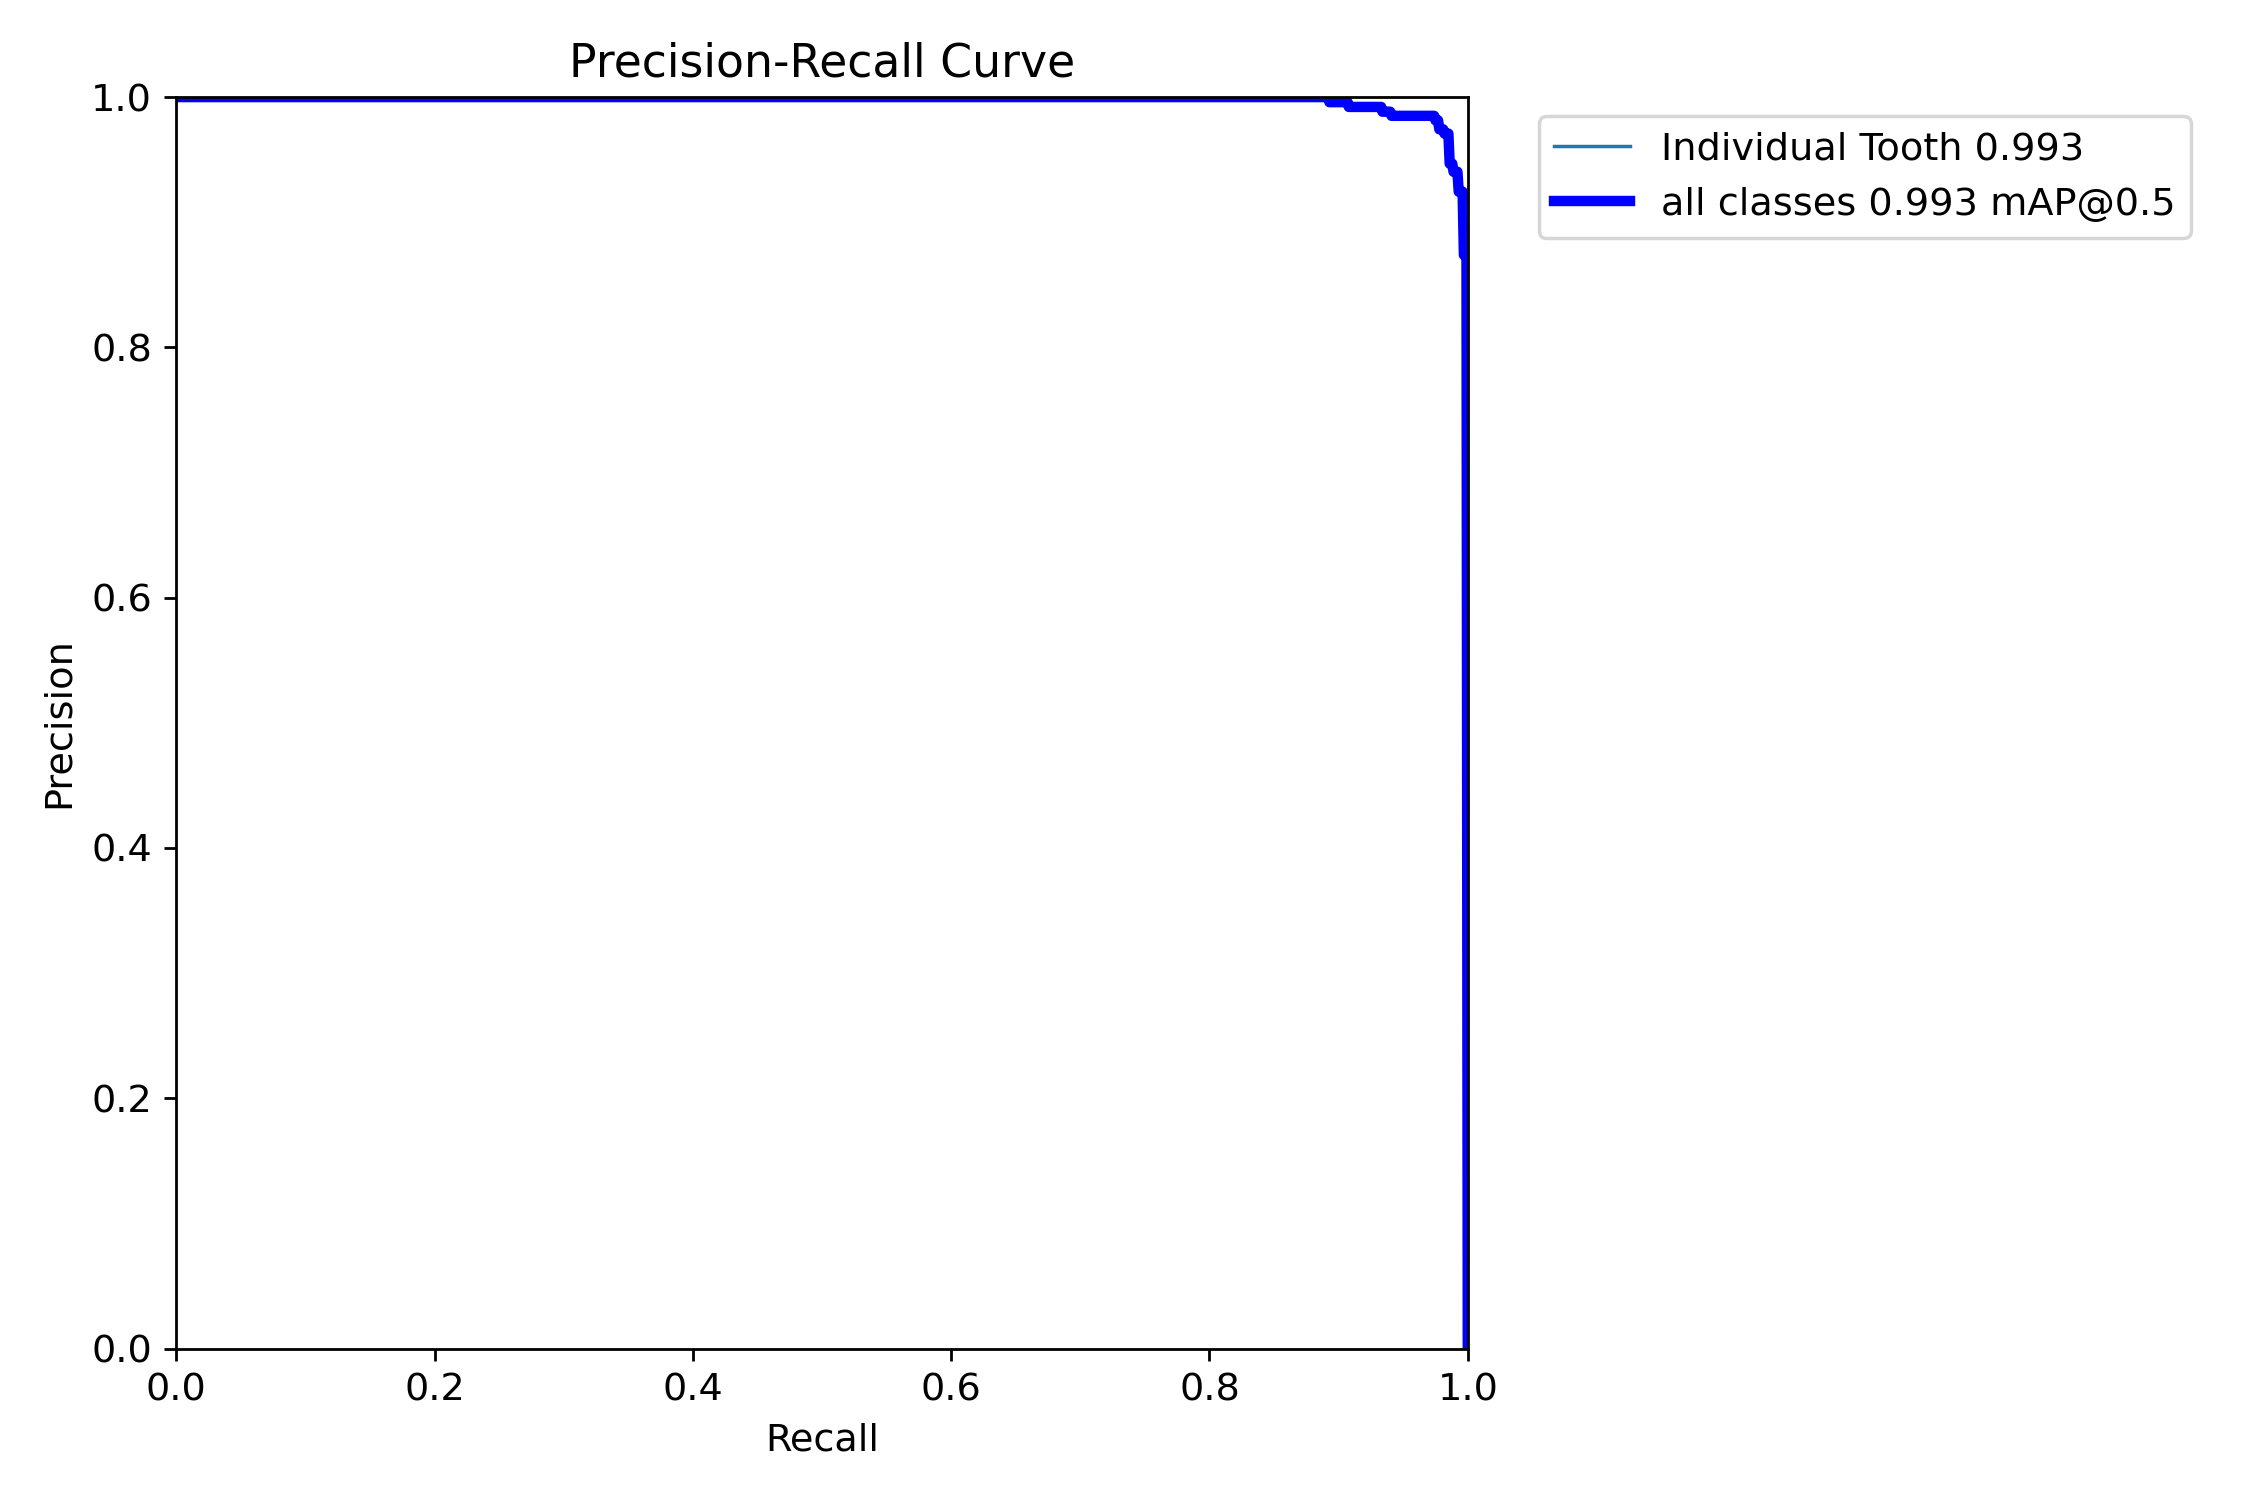 Precision-Recall Curve
Individual Tooth 0.993
all classes 0.993 mAP@0.5
Precision
1.0
0.8
0.6
0.4
0.2
0.0
0.0 0.2 0.4 0.6 0.8 1.0
Recall